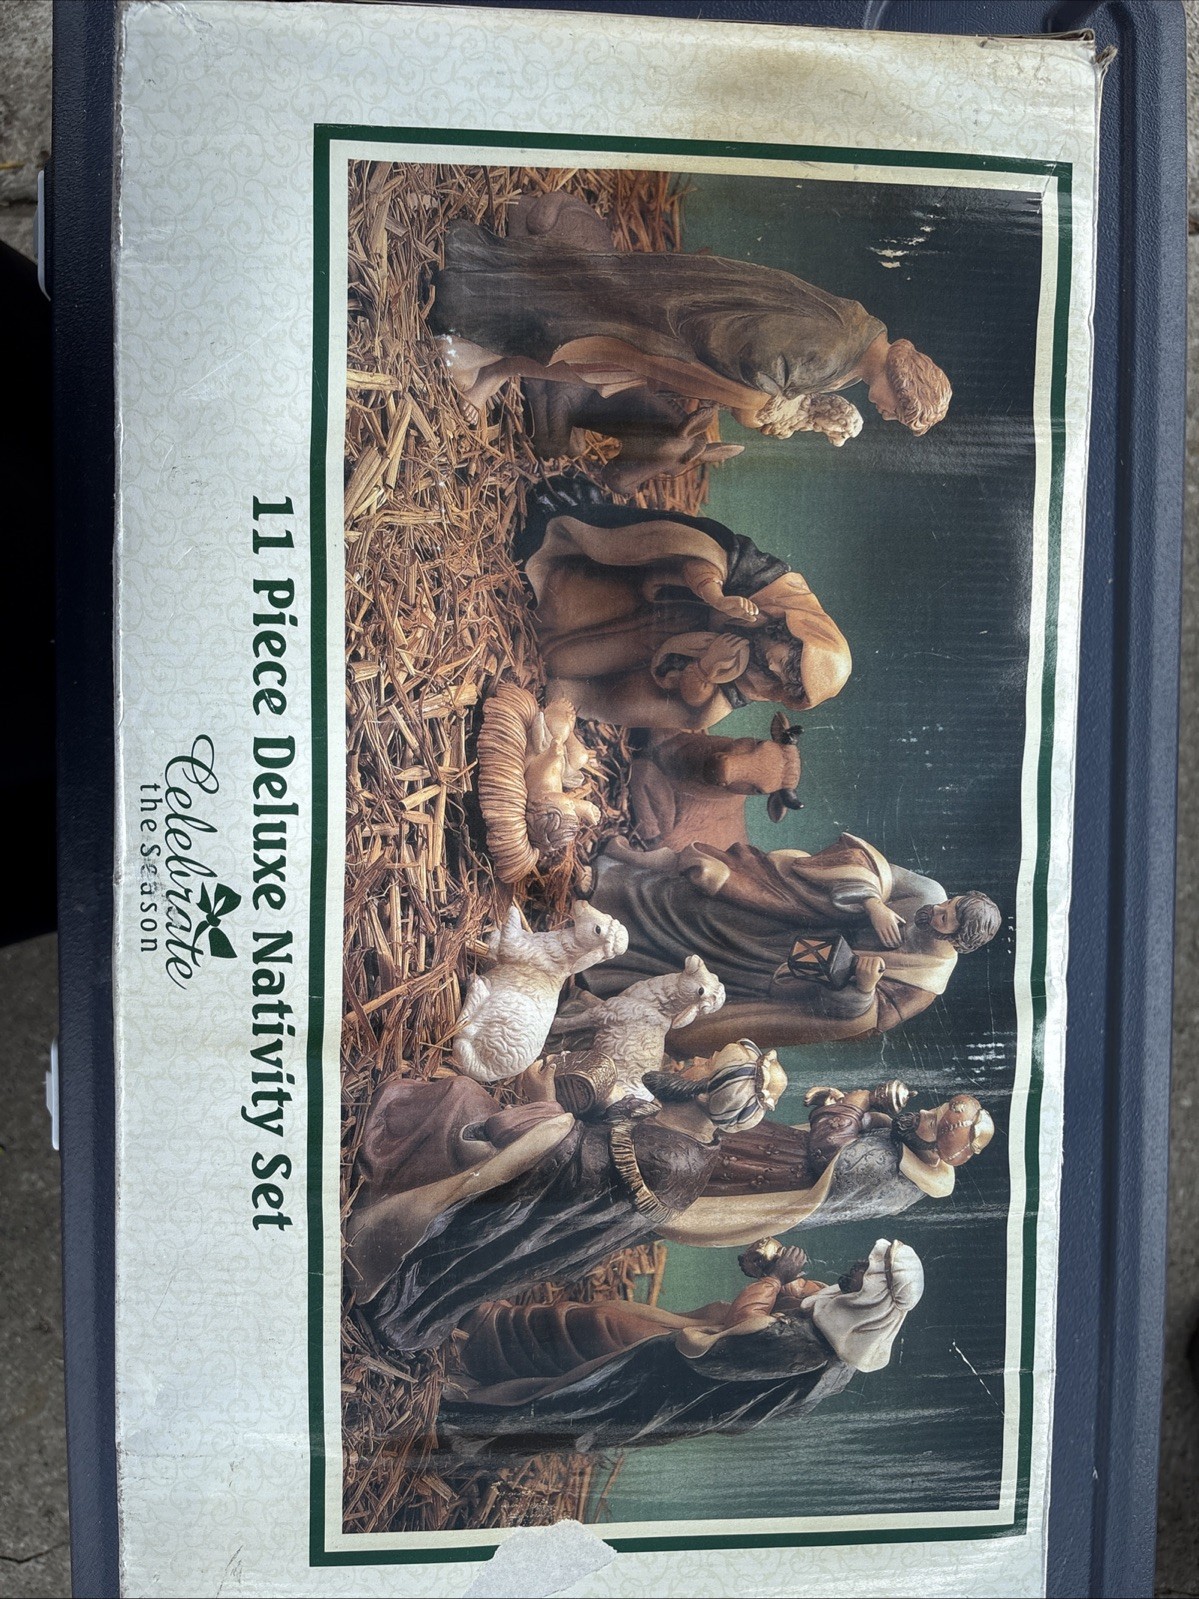 11 Piece Deluxe Nativity Set
Celebrate
the Season